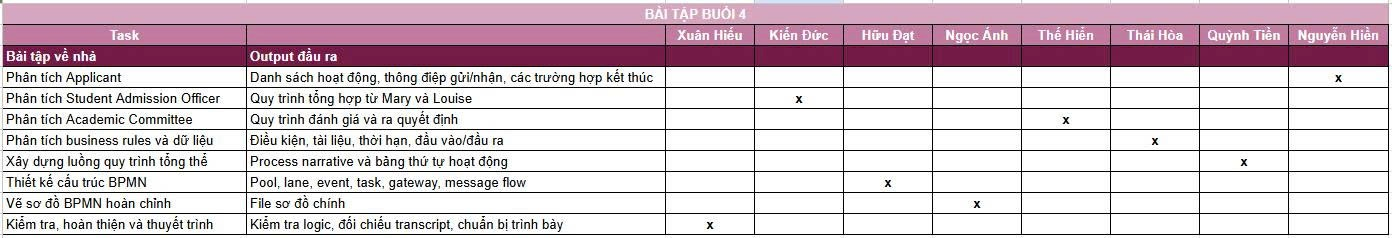 BÀI TẬP BUỔI 4
Task Xuân Hiếu Kiến Đức Hữu Đạt Ngọc Ánh Thế Hiển Thái Hòa Quỳnh Tiên Nguyễn Hiền
Bài tập về nhà Output đầu ra
Phân tích Applicant Danh sách hoạt động, thông điệp gửi/nhận, các trường hợp kết thúc x
Phân tích Student Admission Officer Quy trình tổng hợp từ Mary và Louise x
Phân tích Academic Committee Quy trình đánh giá và ra quyết định x
Phân tích business rules và dữ liệu Điều kiện, tài liệu, thời hạn, đầu vào/đầu ra x
Xây dựng luồng quy trình tổng thể Process narrative và bảng thứ tự hoạt động x
Thiết kế cấu trúc BPMN Pool, lane, event, task, gateway, message flow x
Vẽ sơ đồ BPMN hoàn chỉnh File sơ đồ chính x
Kiểm tra, hoàn thiện và thuyết trình Kiểm tra logic, đối chiếu transcript, chuẩn bị trình bày x